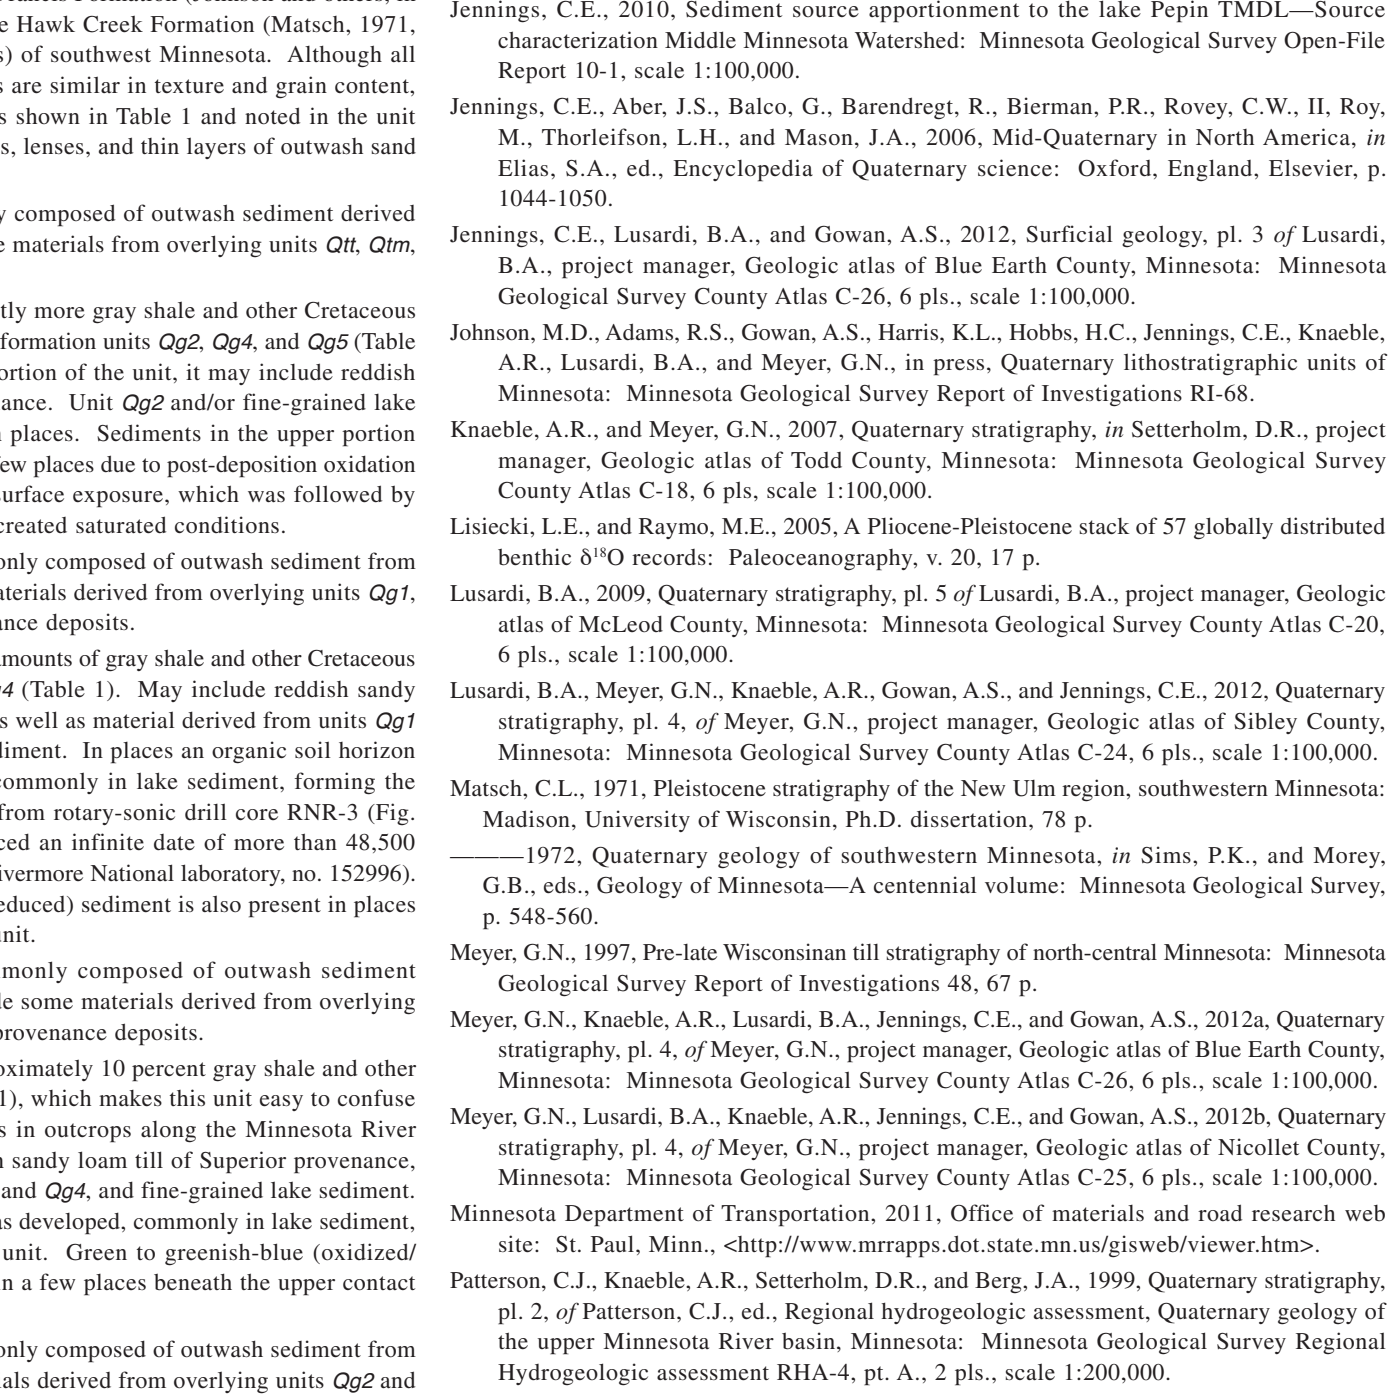 e Hawk Creek Formation (Matsch, 1971,
) of southwest Minnesota. Although all
are similar in texture and grain content,
s shown in Table 1 and noted in the unit
s, lenses, and thin layers of outwash sand
y composed of outwash sediment derived
e materials from overlying units Qtt, Qtm,
tly more gray shale and other Cretaceous
formation units Qg2, Qg4, and Qg5 (Table
ortion of the unit, it may include reddish
ance. Unit Qg2 and/or fine-grained lake
places. Sediments in the upper portion
few places due to post-deposition oxidation
surface exposure, which was followed by
created saturated conditions.
only composed of outwash sediment from
aterials derived from overlying units Qg1,
ance deposits.
amounts of gray shale and other Cretaceous
g4 (Table 1). May include reddish sandy
s well as material derived from units Qg1
diment. In places an organic soil horizon
commonly in lake sediment, forming the
from rotary-sonic drill core RNR-3 (Fig.
ced an infinite date of more than 48,500
ivermore National laboratory, no. 152996).
educed) sediment is also present in places
unit.
monly composed of outwash sediment
de some materials derived from overlying
provenance deposits.
oximately 10 percent gray shale and other
1), which makes this unit easy to confuse
s in outcrops along the Minnesota River
n sandy loam till of Superior provenance,
and Qg4, and fine-grained lake sediment.
as developed, commonly in lake sediment,
unit. Green to greenish-blue (oxidized/
in a few places beneath the upper contact
only composed of outwash sediment from
ials derived from overlying units Qg2 and
Jennings, C.E., 2010, Sediment source apportionment to the lake Pepin TMDL—Source
characterization Middle Minnesota Watershed: Minnesota Geological Survey Open-File
Report 10-1, scale 1:100,000.
Jennings, C.E., Aber, J.S., Balco, G., Barendregt, R., Bierman, P.R., Rovey, C.W., II, Roy,
M., Thorleifson, L.H., and Mason, J.A., 2006, Mid-Quaternary in North America, in
Elias, S.A., ed., Encyclopedia of Quaternary science: Oxford, England, Elsevier, p.
1044-1050.
Jennings, C.E., Lusardi, B.A., and Gowan, A.S., 2012, Surficial geology, pl. 3 of Lusardi,
B.A., project manager, Geologic atlas of Blue Earth County, Minnesota: Minnesota
Geological Survey County Atlas C-26, 6 pls., scale 1:100,000.
Johnson, M.D., Adams, R.S., Gowan, A.S., Harris, K.L., Hobbs, H.C., Jennings, C.E., Knaeble,
A.R., Lusardi, B.A., and Meyer, G.N., in press, Quaternary lithostratigraphic units of
Minnesota: Minnesota Geological Survey Report of Investigations RI-68.
Knaeble, A.R., and Meyer, G.N., 2007, Quaternary stratigraphy, in Setterholm, D.R., project
manager, Geologic atlas of Todd County, Minnesota: Minnesota Geological Survey
County Atlas C-18, 6 pls, scale 1:100,000.
Lisiecki, L.E., and Raymo, M.E., 2005, A Pliocene-Pleistocene stack of 57 globally distributed
benthic δ¹⁸O records: Paleoceanography, v. 20, 17 p.
Lusardi, B.A., 2009, Quaternary stratigraphy, pl. 5 of Lusardi, B.A., project manager, Geologic
atlas of McLeod County, Minnesota: Minnesota Geological Survey County Atlas C-20,
6 pls., scale 1:100,000.
Lusardi, B.A., Meyer, G.N., Knaeble, A.R., Gowan, A.S., and Jennings, C.E., 2012, Quaternary
stratigraphy, pl. 4, of Meyer, G.N., project manager, Geologic atlas of Sibley County,
Minnesota: Minnesota Geological Survey County Atlas C-24, 6 pls., scale 1:100,000.
Matsch, C.L., 1971, Pleistocene stratigraphy of the New Ulm region, southwestern Minnesota:
Madison, University of Wisconsin, Ph.D. dissertation, 78 p.
———1972, Quaternary geology of southwestern Minnesota, in Sims, P.K., and Morey,
G.B., eds., Geology of Minnesota—A centennial volume: Minnesota Geological Survey,
p. 548-560.
Meyer, G.N., 1997, Pre-late Wisconsinan till stratigraphy of north-central Minnesota: Minnesota
Geological Survey Report of Investigations 48, 67 p.
Meyer, G.N., Knaeble, A.R., Lusardi, B.A., Jennings, C.E., and Gowan, A.S., 2012a, Quaternary
stratigraphy, pl. 4, of Meyer, G.N., project manager, Geologic atlas of Blue Earth County,
Minnesota: Minnesota Geological Survey County Atlas C-26, 6 pls., scale 1:100,000.
Meyer, G.N., Lusardi, B.A., Knaeble, A.R., Jennings, C.E., and Gowan, A.S., 2012b, Quaternary
stratigraphy, pl. 4, of Meyer, G.N., project manager, Geologic atlas of Nicollet County,
Minnesota: Minnesota Geological Survey County Atlas C-25, 6 pls., scale 1:100,000.
Minnesota Department of Transportation, 2011, Office of materials and road research web
site: St. Paul, Minn., <http://www.mrrapps.dot.state.mn.us/gisweb/viewer.htm>.
Patterson, C.J., Knaeble, A.R., Setterholm, D.R., and Berg, J.A., 1999, Quaternary stratigraphy,
pl. 2, of Patterson, C.J., ed., Regional hydrogeologic assessment, Quaternary geology of
the upper Minnesota River basin, Minnesota: Minnesota Geological Survey Regional
Hydrogeologic assessment RHA-4, pt. A., 2 pls., scale 1:200,000.